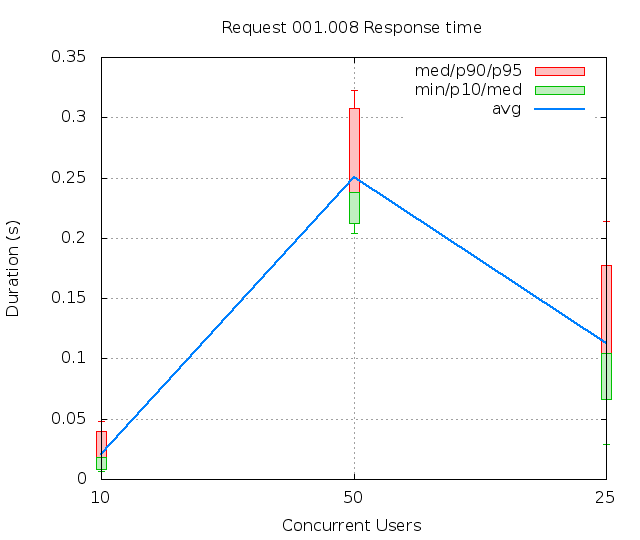 Request 001.008 Response time
med/p90/p95
min/p10/med
avg
0.35
0.3
0.25
0.2
0.15
0.1
0.05
0
Duration (s)
10 50 25
Concurrent Users